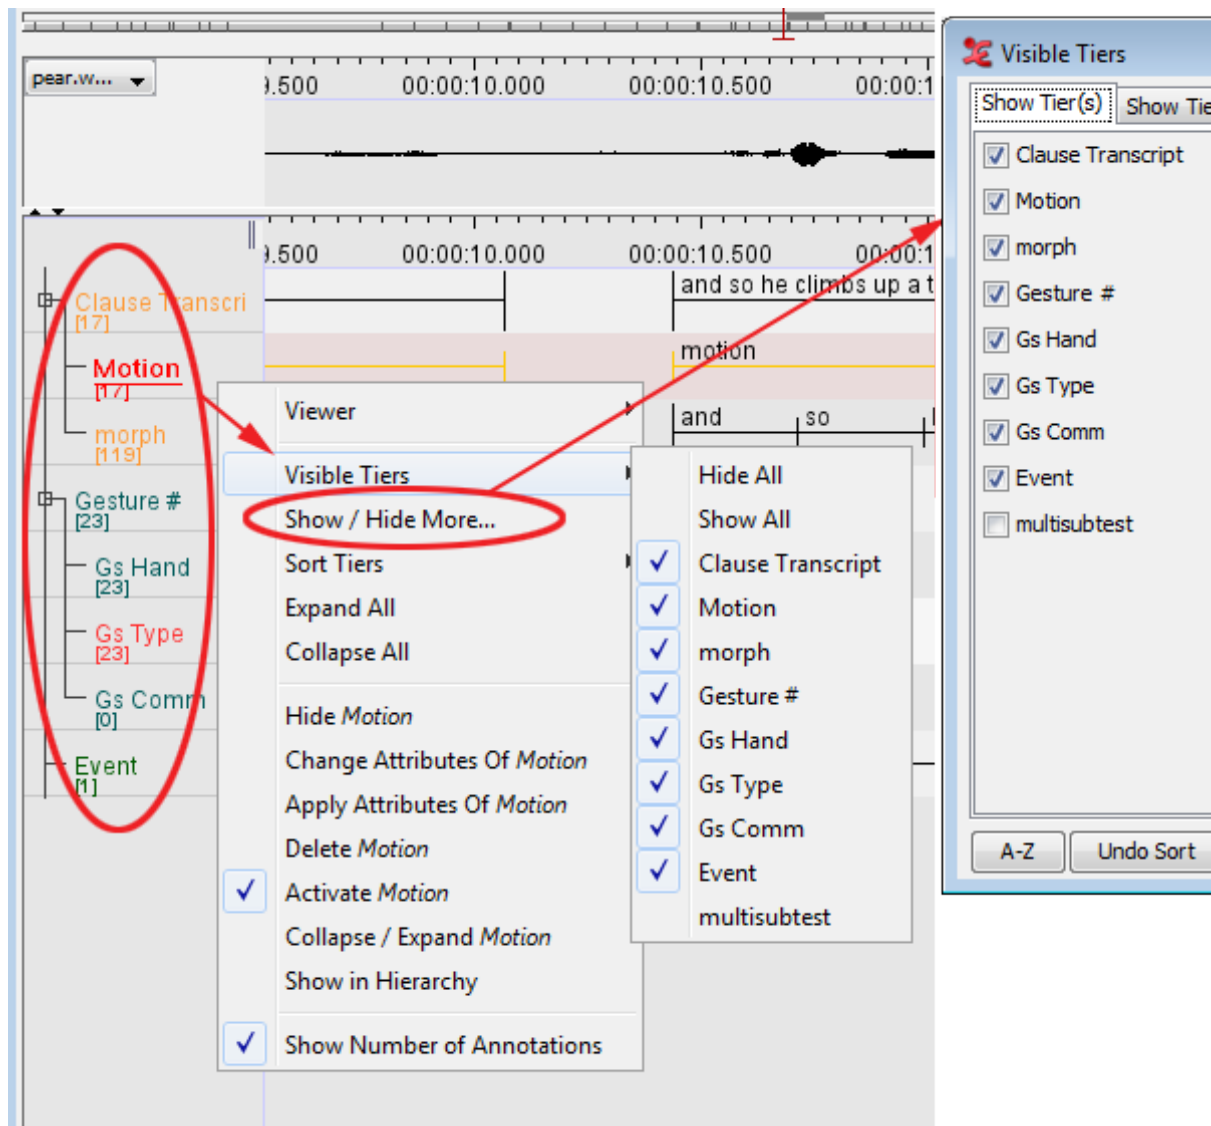 pear.w...
9.500 00:00:10.000 00:00:10.500 00:00:1
9.500 00:00:10.000 00:00:10.500 00:00:1
Clause Transcri
[17]
and so he climbs up a t
Motion
[17]
motion
morph
[119]
and so
Gesture #
[23]
Gs Hand
[23]
Gs Type
[23]
Gs Comm
[0]
Event
[1]
Viewer
Visible Tiers
Show / Hide More...
Sort Tiers
Expand All
Collapse All
Hide Motion
Change Attributes Of Motion
Apply Attributes Of Motion
Delete Motion
Activate Motion
Collapse / Expand Motion
Show in Hierarchy
Show Number of Annotations
Hide All
Show All
Clause Transcript
Motion
morph
Gesture #
Gs Hand
Gs Type
Gs Comm
Event
multisubtest
Visible Tiers
Show Tier(s) Show Tie
Clause Transcript
Motion
morph
Gesture #
Gs Hand
Gs Type
Gs Comm
Event
multisubtest
A-Z Undo Sort